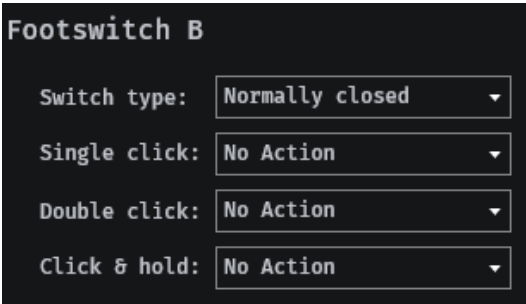 Footswitch B
Switch type: Normally closed
Single click: No Action
Double click: No Action
Click & hold: No Action